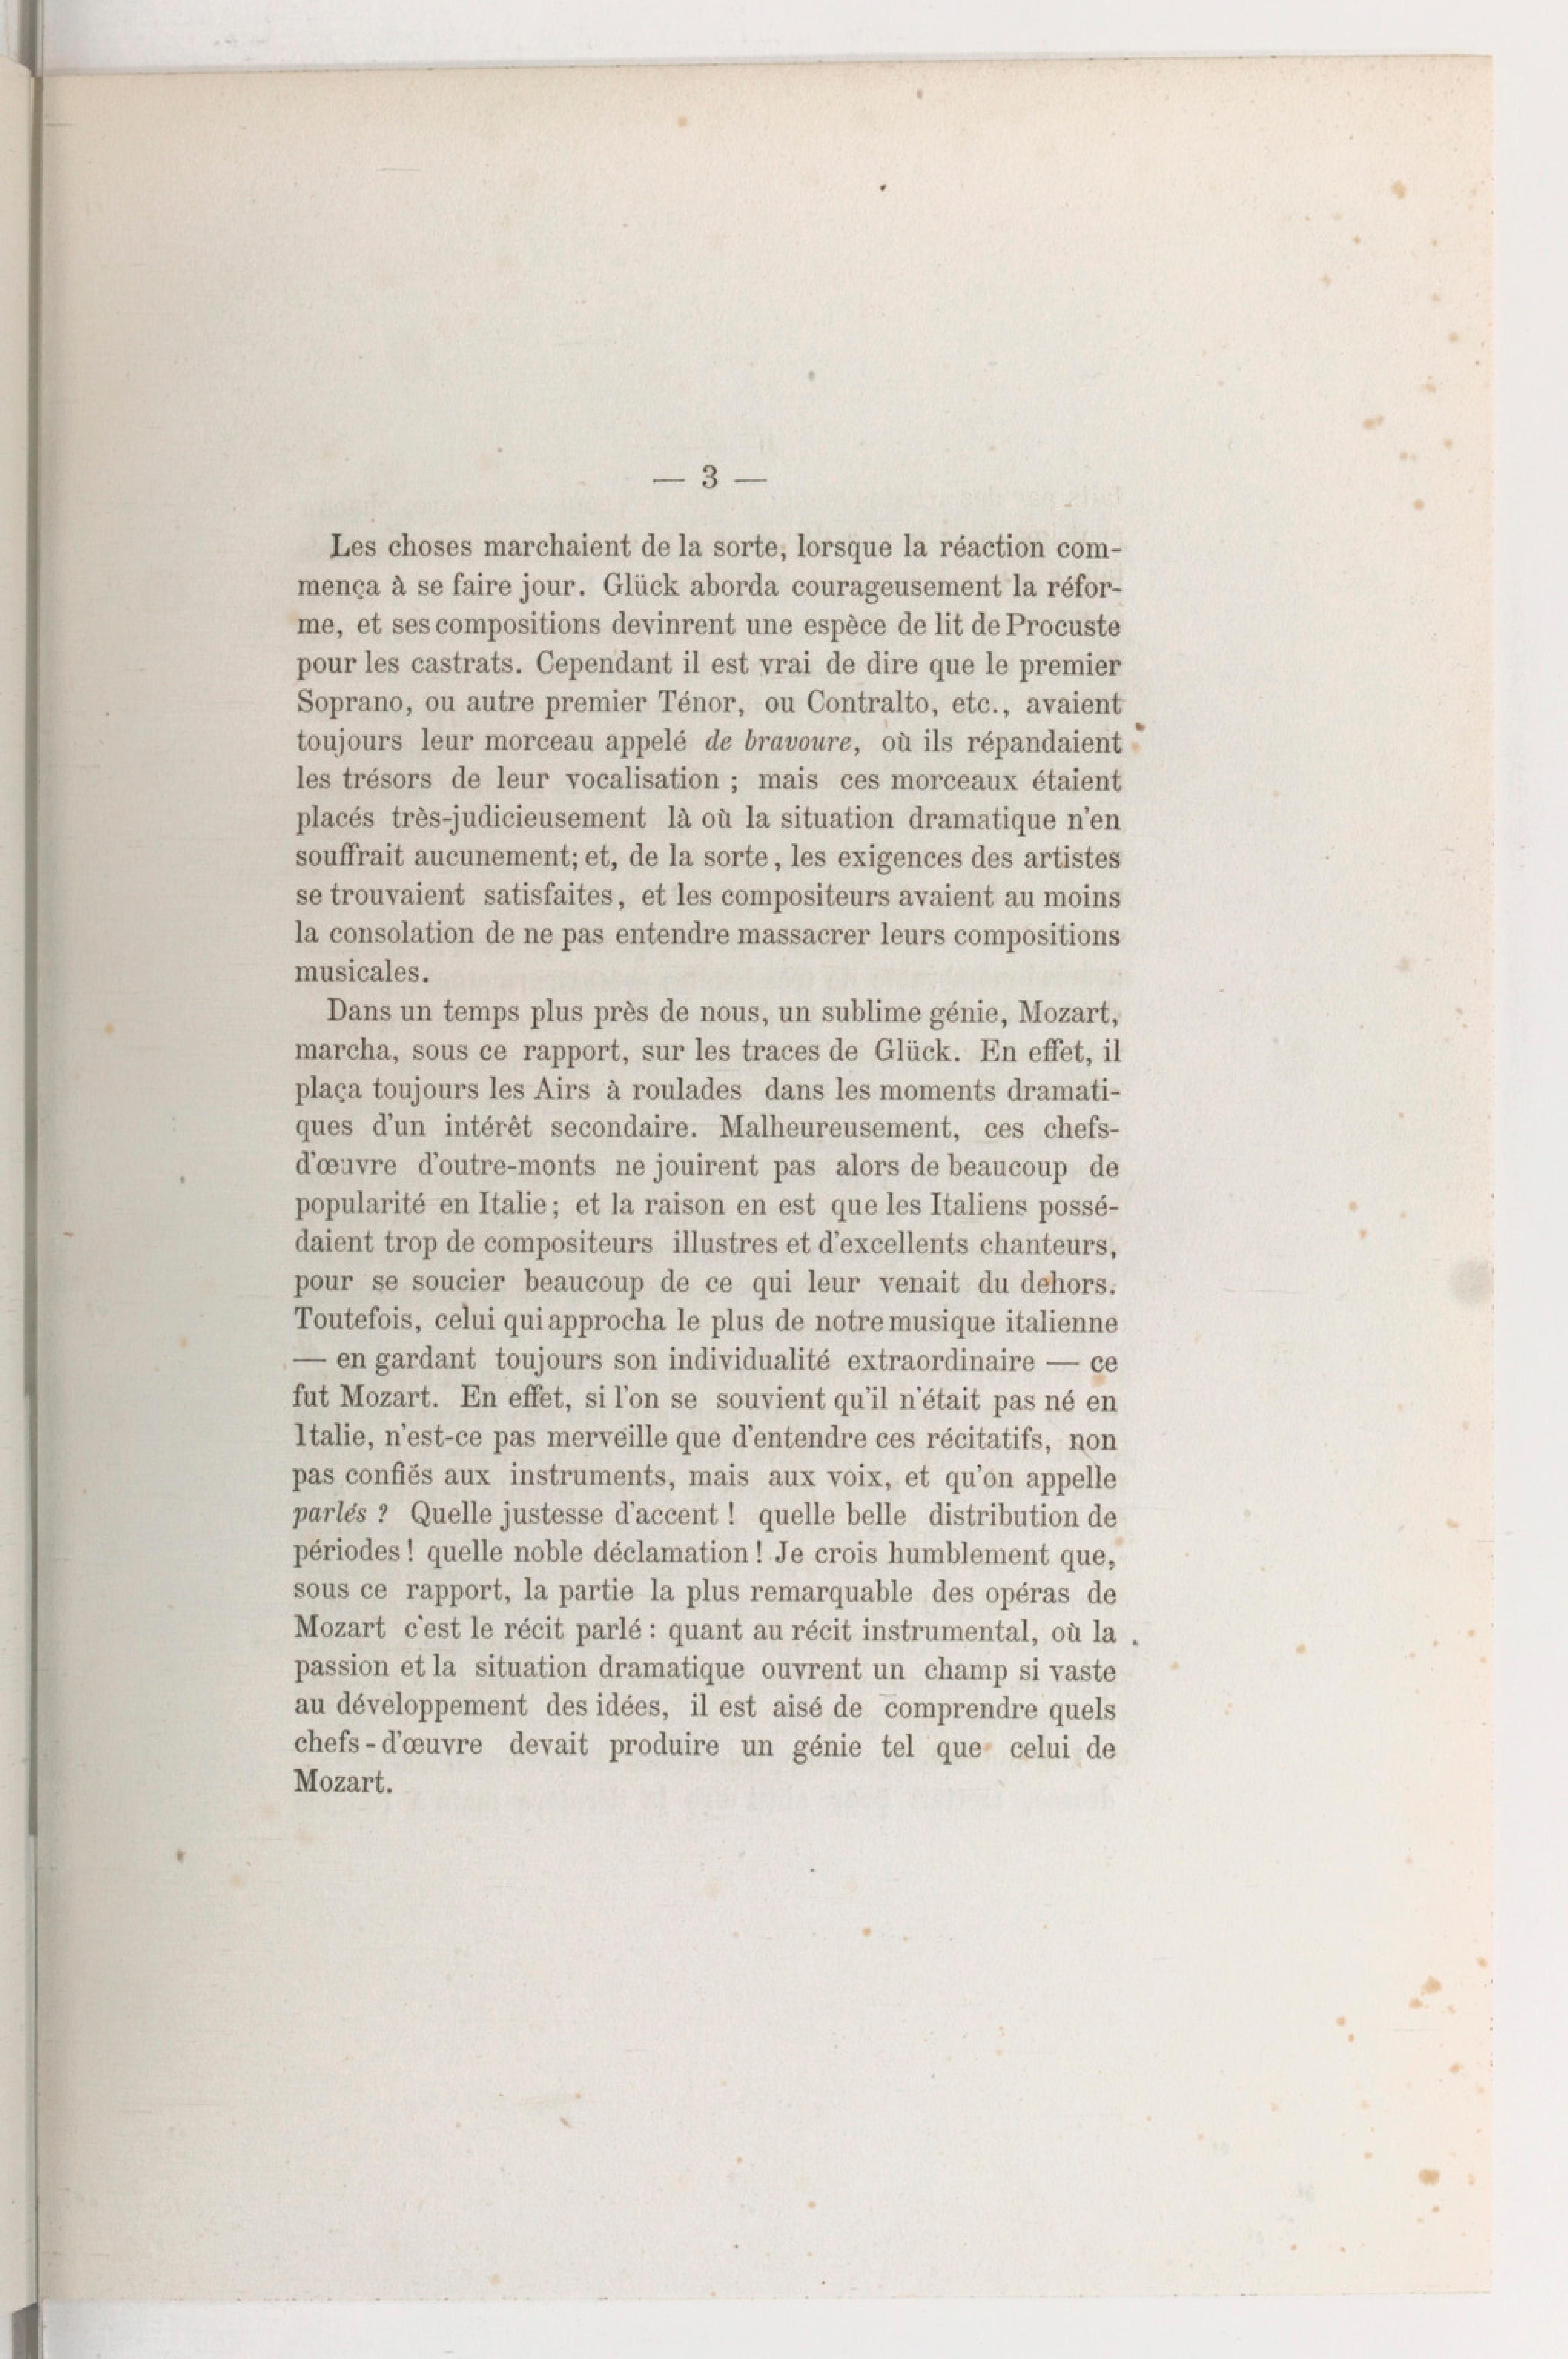 — 3 —
Les choses marchaient de la sorte, lorsque la réaction com-
mença à se faire jour. Glück aborda courageusement la réfor-
me, et ses compositions devinrent une espèce de lit de Procuste
pour les castrats. Cependant il est vrai de dire que le premier
Soprano, ou autre premier Ténor, ou Contralto, etc., avaient
toujours leur morceau appelé de bravoure, où ils répandaient
les trésors de leur vocalisation ; mais ces morceaux étaient
placés très-judicieusement là où la situation dramatique n'en
souffrait aucunement; et, de la sorte, les exigences des artistes
se trouvaient satisfaites, et les compositeurs avaient au moins
la consolation de ne pas entendre massacrer leurs compositions
musicales.
Dans un temps plus près de nous, un sublime génie, Mozart,
marcha, sous ce rapport, sur les traces de Glück. En effet, il
plaça toujours les Airs à roulades dans les moments dramati-
ques d'un intérêt secondaire. Malheureusement, ces chefs-
d'œuvre d'outre-monts ne jouirent pas alors de beaucoup de
popularité en Italie; et la raison en est que les Italiens possé-
daient trop de compositeurs illustres et d'excellents chanteurs,
pour se soucier beaucoup de ce qui leur venait du dehors.
Toutefois, celui qui approcha le plus de notre musique italienne
— en gardant toujours son individualité extraordinaire — ce
fut Mozart. En effet, si l'on se souvient qu'il n'était pas né en
Italie, n'est-ce pas merveille que d'entendre ces récitatifs, non
pas confiés aux instruments, mais aux voix, et qu'on appelle
parlés ? Quelle justesse d'accent ! quelle belle distribution de
périodes ! quelle noble déclamation ! Je crois humblement que,
sous ce rapport, la partie la plus remarquable des opéras de
Mozart c'est le récit parlé : quant au récit instrumental, où la
passion et la situation dramatique ouvrent un champ si vaste
au développement des idées, il est aisé de comprendre quels
chefs-d'œuvre devait produire un génie tel que celui de
Mozart.